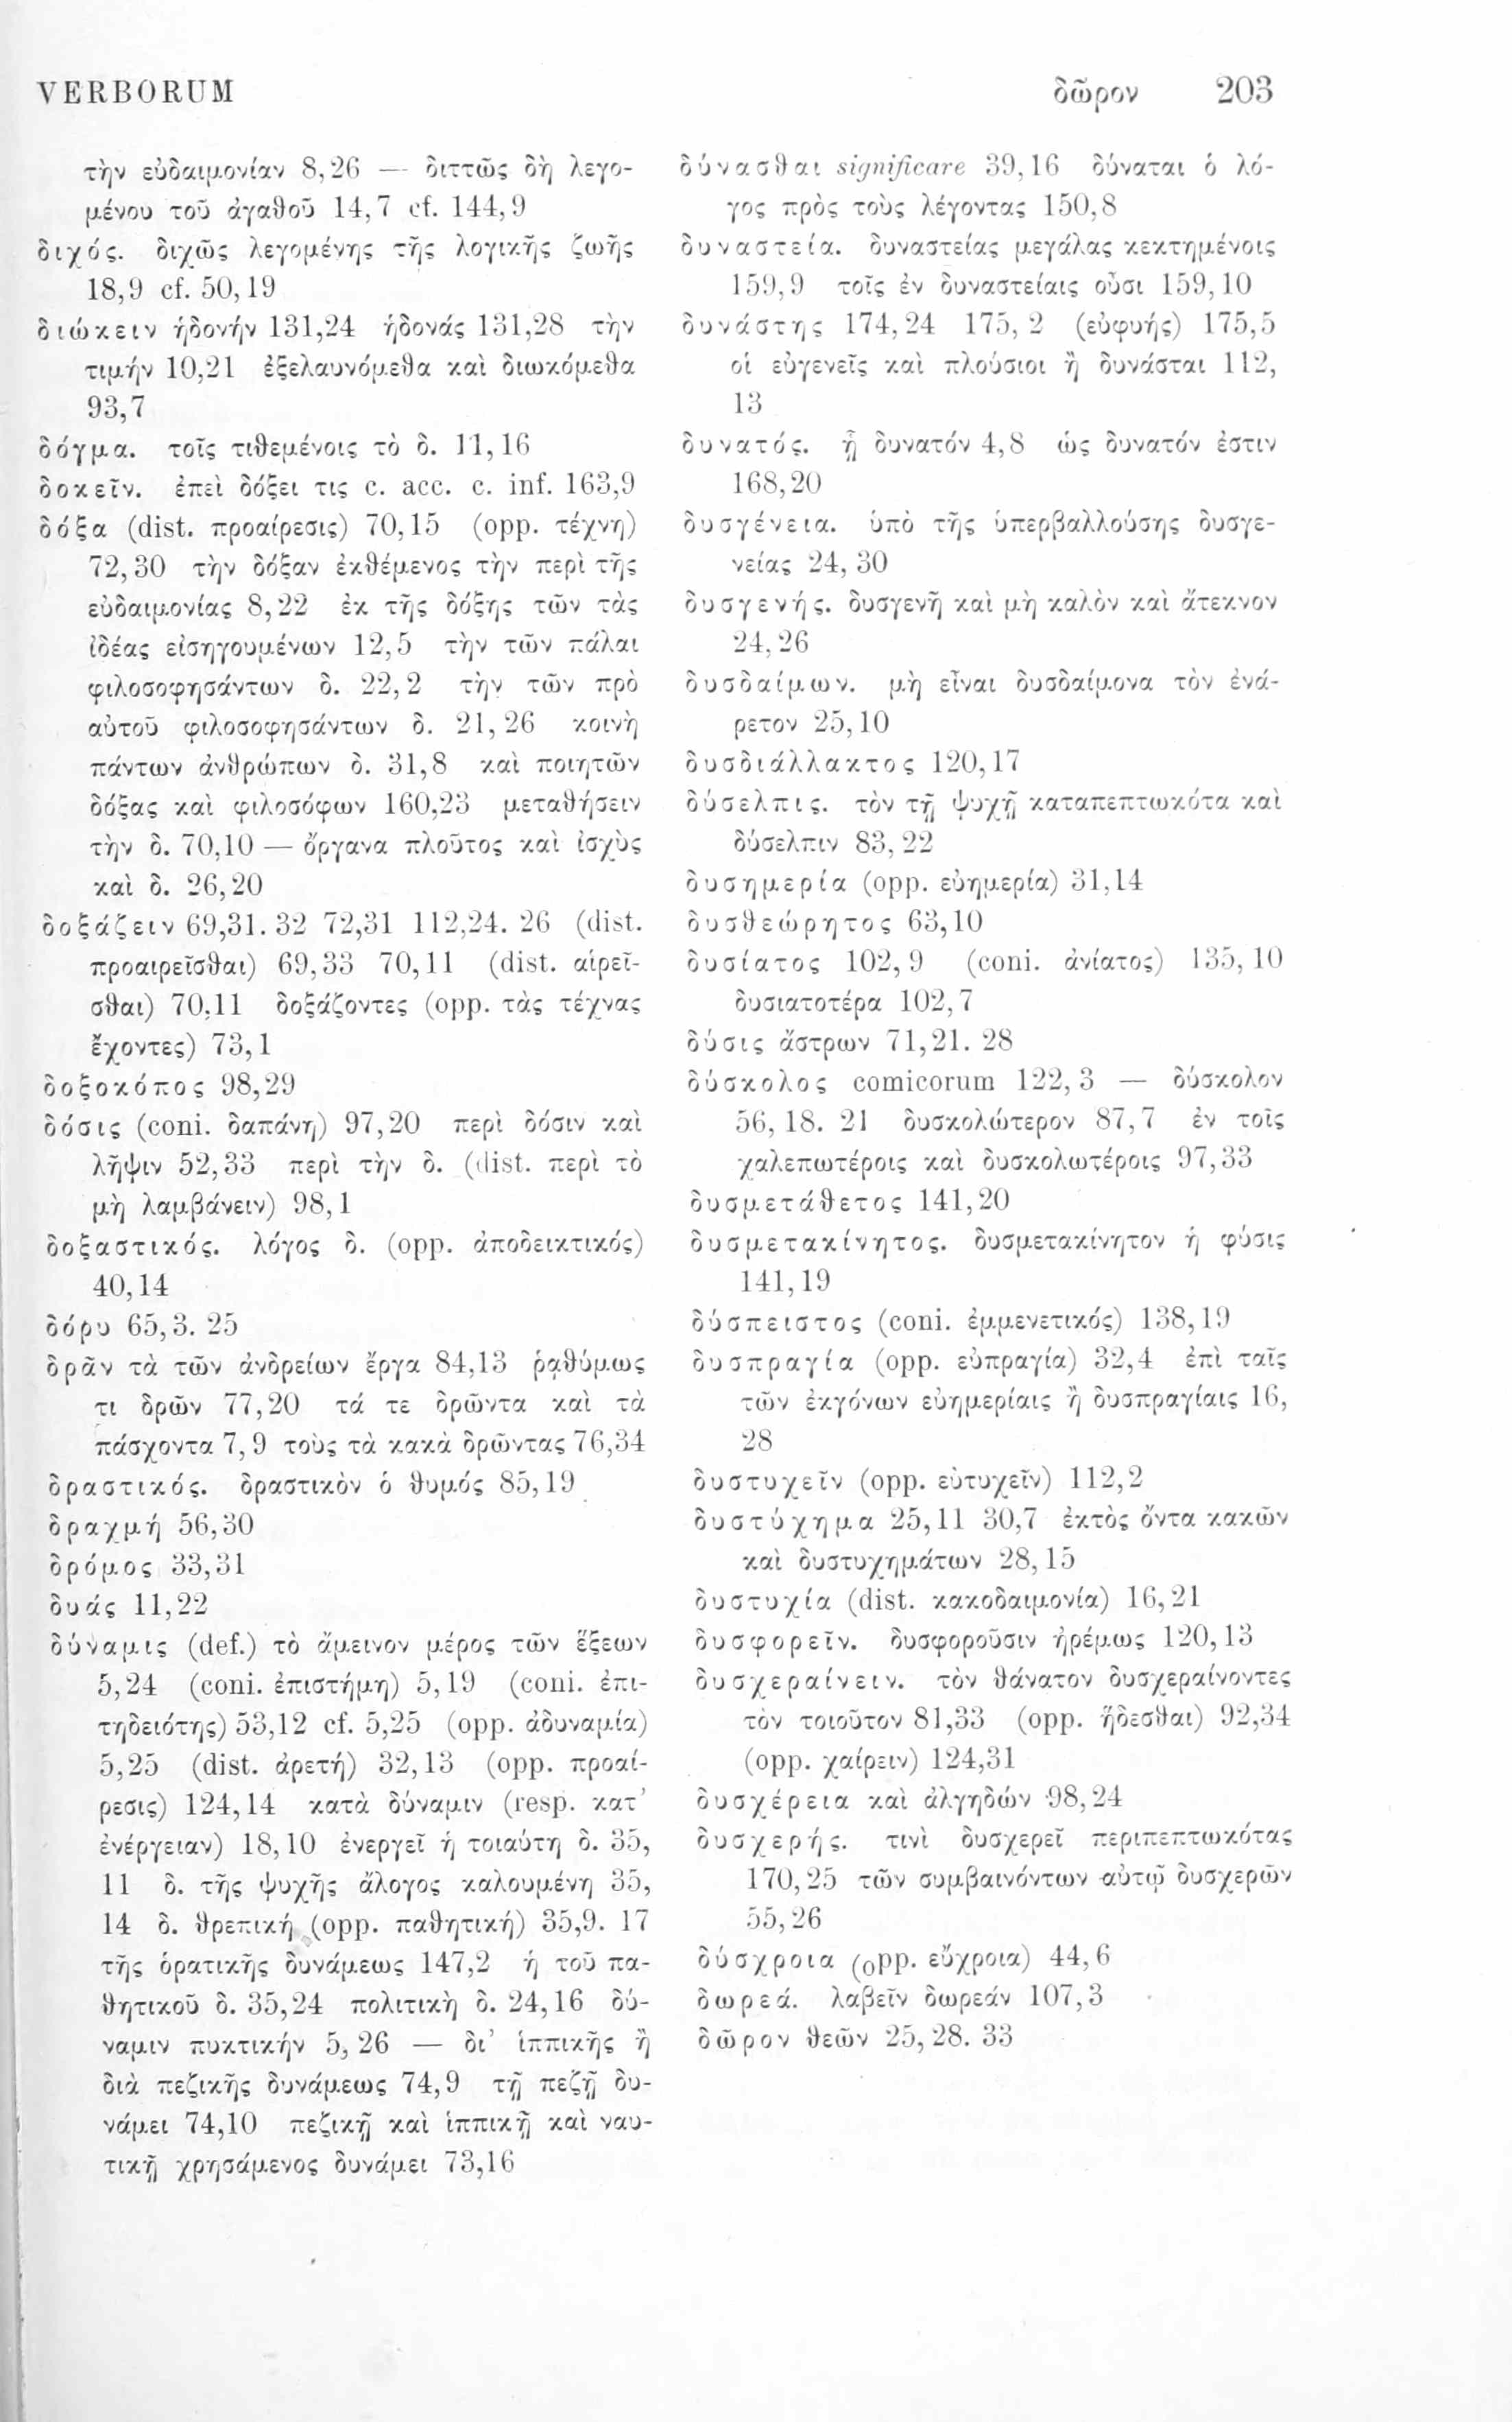 VERBORUM
δῶρον 203
τὴν εὐδαιμονίαν 8,26 — διττῶς δὴ λεγο-
μένου τοῦ ἀγαθοῦ 14,7 cf. 144,9
διχός. διχῶς λεγομένης τῆς λογικῆς ζωῆς
18,9 cf. 50,19
διώκειν ἡδονήν 131,24 ἡδονάς 131,28 τὴν
τιμήν 10,21 ἐξελαυνόμεθα καὶ διωκόμεθα
93,7
δόγμα. τοῖς τιθεμένοις τὸ δ. 11,16
δοκεῖν. ἐπεὶ δόξει τις c. acc. c. inf. 163,9
δόξα (dist. προαίρεσις) 70,15 (opp. τέχνη)
72,30 τὴν δόξαν ἐκθέμενος τὴν περὶ τῆς
εὐδαιμονίας 8,22 ἐκ τῆς δόξης τῶν τὰς
ἰδέας εἰσηγουμένων 12,5 τὴν τῶν πάλαι
φιλοσοφησάντων δ. 22,2 τὴν τῶν πρὸ
αὐτοῦ φιλοσοφησάντων δ. 21,26 κοινὴ
πάντων ἀνθρώπων δ. 31,8 καὶ ποιητῶν
δόξας καὶ φιλοσόφων 160,23 μεταθήσειν
τὴν δ. 70,10 — ὄργανα πλοῦτος καὶ ἰσχὺς
καὶ δ. 26,20
δοξάζειν 69,31. 32 72,31 112,24. 26 (dist.
προαιρεῖσθαι) 69,33 70,11 (dist. αἱρεῖ-
σθαι) 70,11 δοξάζοντες (opp. τὰς τέχνας
ἔχοντες) 73,1
δοξοκόπος 98,29
δόσις (coni. δαπάνη) 97,20 περὶ δόσιν καὶ
λῆψιν 52,33 περὶ τὴν δ. (dist. περὶ τὸ
μὴ λαμβάνειν) 98,1
δοξαστικός. λόγος δ. (opp. ἀποδεικτικός)
40,14
δόρυ 65,3. 25
δρᾶν τὰ τῶν ἀνδρείων ἔργα 84,13 ῥᾳθύμως
τι δρῶν 77,20 τά τε δρῶντα καὶ τὰ
πάσχοντα 7,9 τοὺς τὰ κακὰ δρῶντας 76,34
δραστικός. δραστικὸν ὁ θυμός 85,19
δραχμή 56,30
δρόμος 33,31
δυάς 11,22
δύναμις (def.) τὸ ἄμεινον μέρος τῶν ἕξεων
5,24 (coni. ἐπιστήμη) 5,19 (coni. ἐπι-
τηδειότης) 53,12 cf. 5,25 (opp. ἀδυναμία)
5,25 (dist. ἀρετή) 32,13 (opp. προαί-
ρεσις) 124,14 κατὰ δύναμιν (resp. κατ’
ἐνέργειαν) 18,10 ἐνεργεῖ ἡ τοιαύτη δ. 35,
11 δ. τῆς ψυχῆς ἄλογος καλουμένη 35,
14 δ. θρεπική (opp. παθητική) 35,9. 17
τῆς ὁρατικῆς δυνάμεως 147,2 ἡ τοῦ πα-
θητικοῦ δ. 35,24 πολιτικὴ δ. 24,16 δύ-
ναμιν πυκτικήν 5,26 — δι’ ἱππικῆς ἢ
διὰ πεζικῆς δυνάμεως 74,9 τῇ πεζῇ δυ-
νάμει 74,10 πεζικῇ καὶ ἱππικῇ καὶ ναυ-
τικῇ χρησάμενος δυνάμει 73,16
δύνασθαι significare 39,16 δύναται ὁ λό-
γος πρὸς τοὺς λέγοντας 150,8
δυναστεία. δυναστείας μεγάλας κεκτημένοις
159,9 τοῖς ἐν δυναστείαις οὖσι 159,10
δυνάστης 174,24 175,2 (εὐφυής) 175,5
οἱ εὐγενεῖς καὶ πλούσιοι ἢ δυνάσται 112,
13
δυνατός. ᾗ δυνατόν 4,8 ὡς δυνατόν ἐστιν
168,20
δυσγένεια. ὑπὸ τῆς ὑπερβαλλούσης δυσγε-
νείας 24,30
δυσγενής. δυσγενῆ καὶ μὴ καλὸν καὶ ἄτεκνον
24,26
δυσδαίμων. μὴ εἶναι δυσδαίμονα τὸν ἐνά-
ρετον 25,10
δυσδιάλλακτος 120,17
δύσελπις. τὸν τῇ ψυχῇ καταπεπτωκότα καὶ
δύσελπιν 83,22
δυσημερία (opp. εὐημερία) 31,14
δυσθεώρητος 63,10
δυσίατος 102,9 (coni. ἀνίατος) 135,10
δυσιατοτέρα 102,7
δύσις ἄστρων 71,21. 28
δύσκολος comicorum 122,3 — δύσκολον
56,18. 21 δυσκολώτερον 87,7 ἐν τοῖς
χαλεπωτέροις καὶ δυσκολωτέροις 97,33
δυσμετάθετος 141,20
δυσμετακίνητος. δυσμετακίνητον ἡ φύσις
141,19
δύσπειστος (coni. ἐμμενετικός) 138,19
δυσπραγία (opp. εὐπραγία) 32,4 ἐπὶ ταῖς
τῶν ἐκγόνων εὐημερίαις ἢ δυσπραγίαις 16,
28
δυστυχεῖν (opp. εὐτυχεῖν) 112,2
δυστύχημα 25,11 30,7 ἐκτὸς ὄντα κακῶν
καὶ δυστυχημάτων 28,15
δυστυχία (dist. κακοδαιμονία) 16,21
δυσφορεῖν. δυσφοροῦσιν ἠρέμως 120,13
δυσχεραίνειν. τὸν θάνατον δυσχεραίνοντες
τὸν τοιοῦτον 81,33 (opp. ἥδεσθαι) 92,34
(opp. χαίρειν) 124,31
δυσχέρεια καὶ ἀλγηδών 98,24
δυσχερής. τινὶ δυσχερεῖ περιπεπτωκότας
170,25 τῶν συμβαινόντων αὐτῷ δυσχερῶν
55,26
δύσχροια (opp. εὔχροια) 44,6
δωρεά. λαβεῖν δωρεάν 107,3
δῶρον θεῶν 25,28. 33